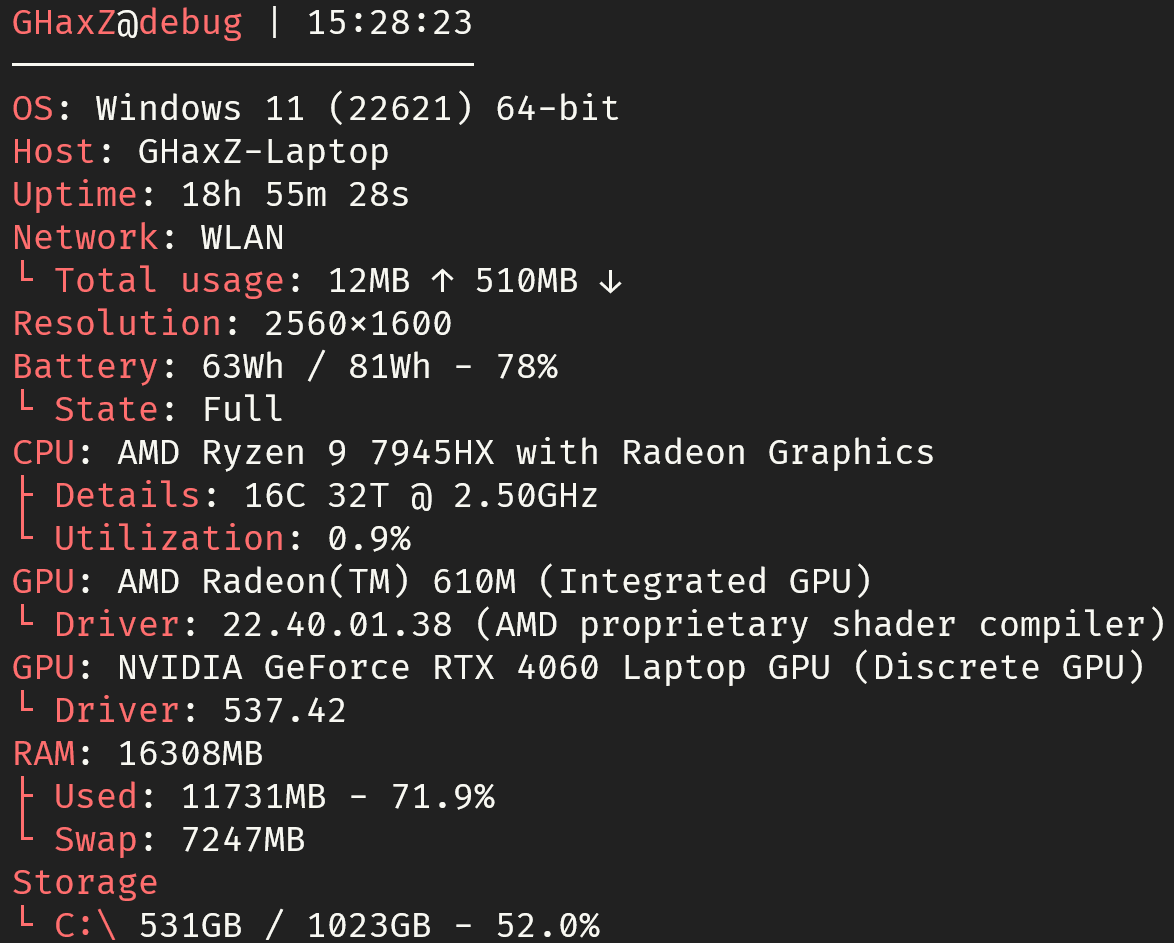 GHaxZ@debug | 15:28:23
OS: Windows 11 (22621) 64-bit
Host: GHaxZ-Laptop
Uptime: 18h 55m 28s
Network: WLAN
└ Total usage: 12MB ↑ 510MB ↓
Resolution: 2560×1600
Battery: 63Wh / 81Wh - 78%
└ State: Full
CPU: AMD Ryzen 9 7945HX with Radeon Graphics
├ Details: 16C 32T @ 2.50GHz
└ Utilization: 0.9%
GPU: AMD Radeon(TM) 610M (Integrated GPU)
└ Driver: 22.40.01.38 (AMD proprietary shader compiler)
GPU: NVIDIA GeForce RTX 4060 Laptop GPU (Discrete GPU)
└ Driver: 537.42
RAM: 16308MB
├ Used: 11731MB - 71.9%
└ Swap: 7247MB
Storage
└ C:\ 531GB / 1023GB - 52.0%